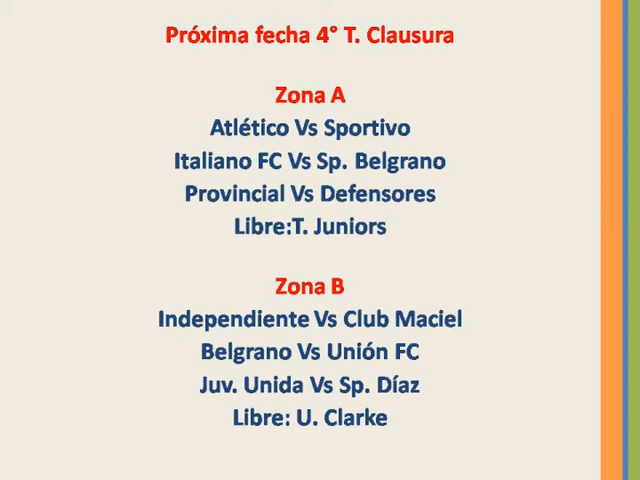 Próxima fecha 4° T. Clausura
Zona A
Atlético Vs Sportivo
Italiano FC Vs Sp. Belgrano
Provincial Vs Defensores
Libre:T. Juniors
Zona B
Independiente Vs Club Maciel
Belgrano Vs Unión FC
Juv. Unida Vs Sp. Díaz
Libre: U. Clarke